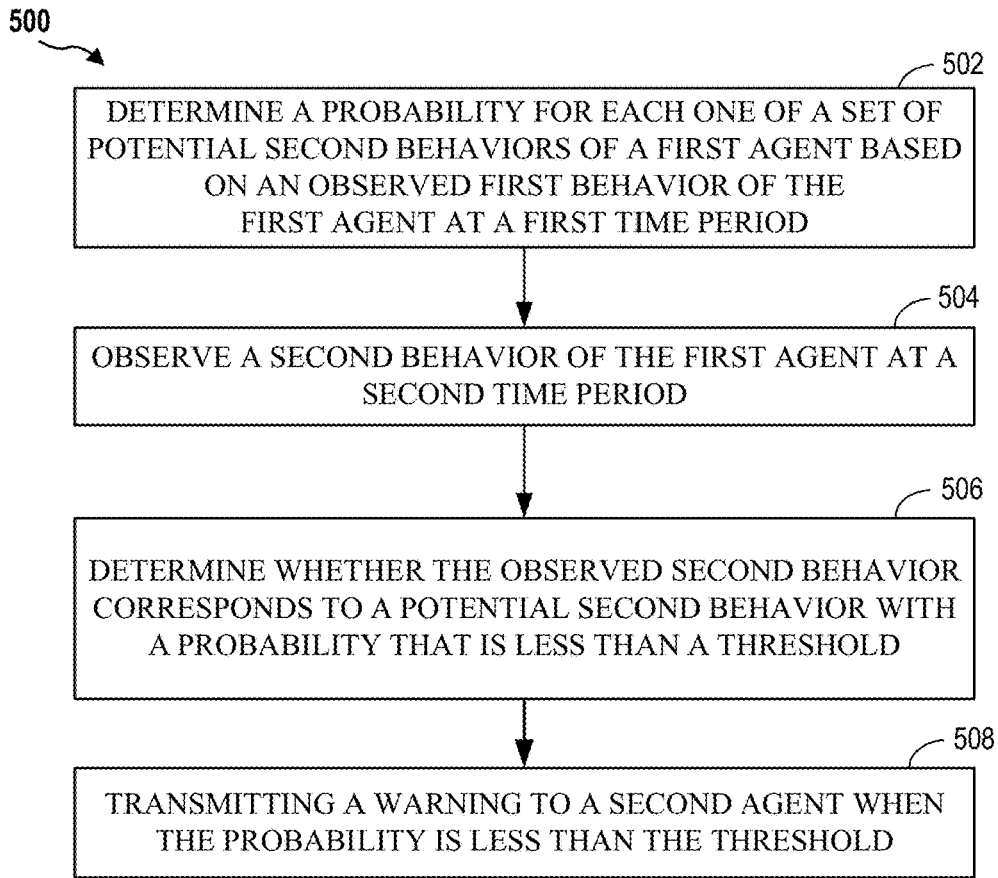 500
502
DETERMINE A PROBABILITY FOR EACH ONE OF A SET OF
POTENTIAL SECOND BEHAVIORS OF A FIRST AGENT BASED
ON AN OBSERVED FIRST BEHAVIOR OF THE
FIRST AGENT AT A FIRST TIME PERIOD
504
OBSERVE A SECOND BEHAVIOR OF THE FIRST AGENT AT A
SECOND TIME PERIOD
506
DETERMINE WHETHER THE OBSERVED SECOND BEHAVIOR
CORRESPONDS TO A POTENTIAL SECOND BEHAVIOR WITH
A PROBABILITY THAT IS LESS THAN A THRESHOLD
508
TRANSMITTING A WARNING TO A SECOND AGENT WHEN
THE PROBABILITY IS LESS THAN THE THRESHOLD